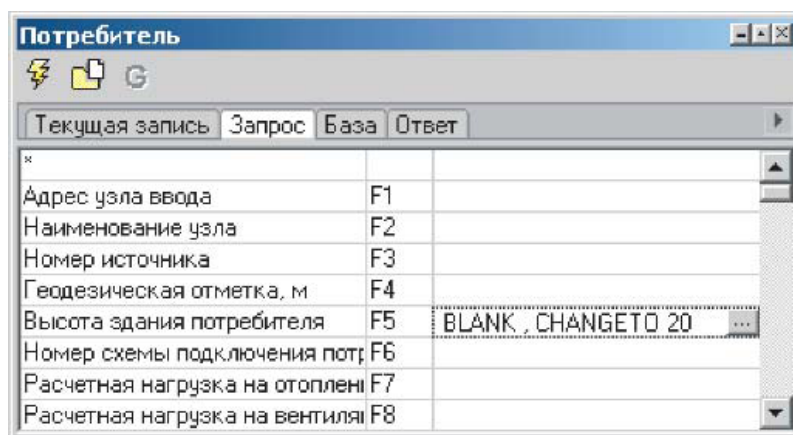 Потребитель
G
Текущая запись Запрос База Ответ
*
Адрес узла ввода F1
Наименование узла F2
Номер источника F3
Геодезическая отметка, м F4
Высота здания потребителя F5 BLANK , CHANGETO 20 ...
Номер схемы подключения потр F6
Расчетная нагрузка на отоплени F7
Расчетная нагрузка на вентиля F8